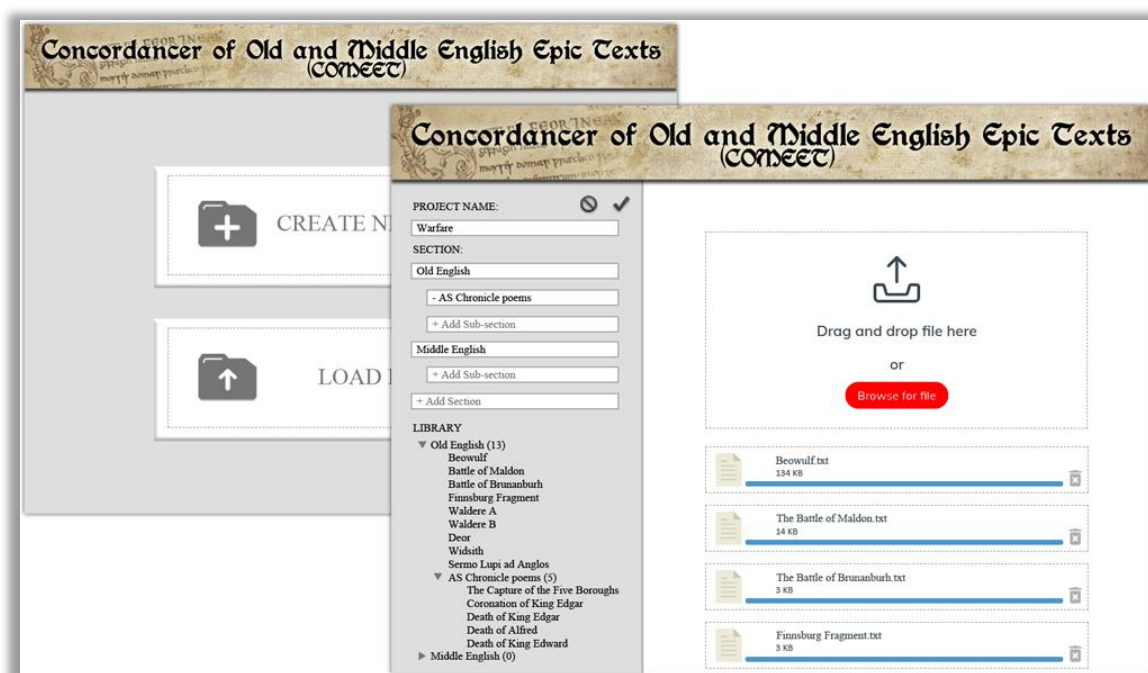 Concordancer of Old and Middle English Epic Texts
(COMEET)
CREATE
LOAD
Concordancer of Old and Middle English Epic Texts
(COMEET)
PROJECT NAME:
Warfare
SECTION:
Old English
- AS Chronicle poems
+ Add Sub-section
Middle English
+ Add Sub-section
+ Add Section
LIBRARY
Old English (13)
Beowulf
Battle of Maldon
Battle of Brunanburh
Finnsburg Fragment
Waldere A
Waldere B
Deor
Widsith
Sermo Lupi ad Anglos
AS Chronicle poems (5)
The Capture of the Five Boroughs
Coronation of King Edgar
Death of King Edgar
Death of Alfred
Death of King Edward
Middle English (0)
Drag and drop file here
or
Browse for file
Beowulf.txt
134 KB
The Battle of Maldon.txt
14 KB
The Battle of Brunanburh.txt
3 KB
Finnsburg Fragment.txt
3 KB